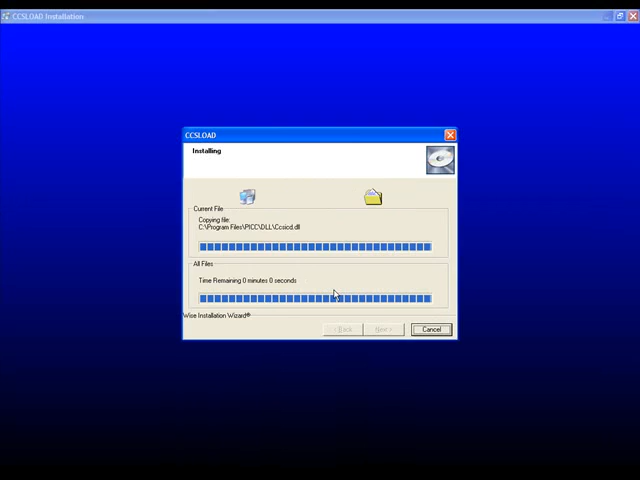 CCSLOAD Installation
CCSLOAD
Installing
Current File
Copying file:
C:\Program Files\PICC\DLL\Ccsicd.dll
All Files
Time Remaining 0 minutes 0 seconds
Wise Installation Wizard®
< Back
Next >
Cancel